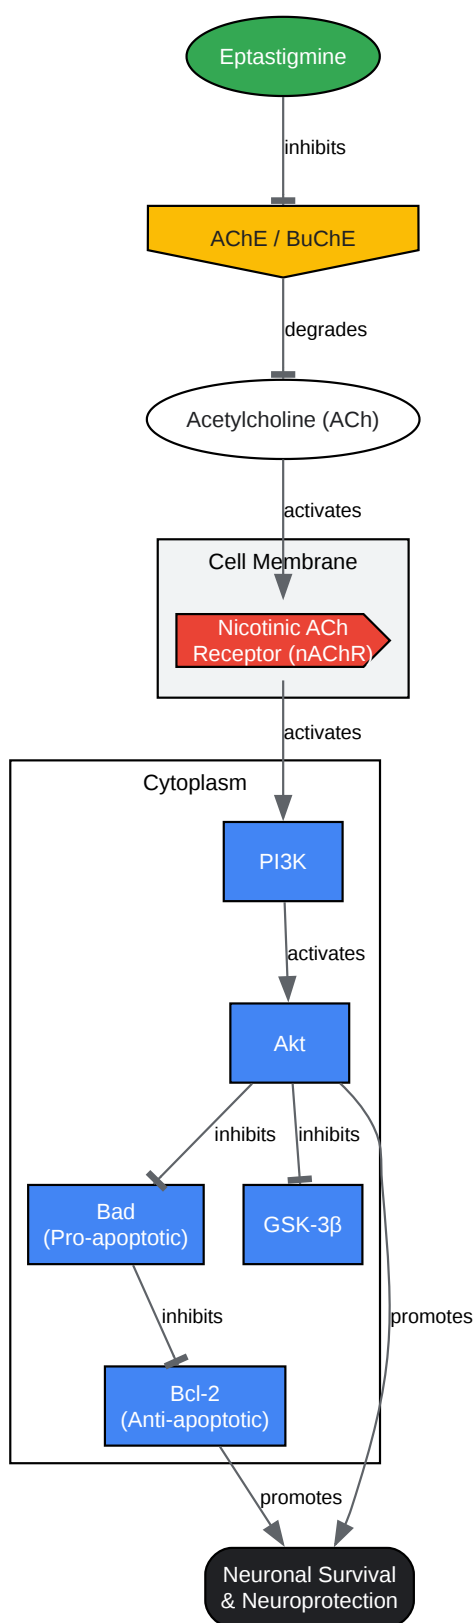 Eptastigmine
inhibits
AChE / BuChE
degrades
Acetylcholine (ACh)
activates
Cell Membrane
Nicotinic ACh
Receptor (nAChR)
activates
Cytoplasm
PI3K
activates
Akt
inhibits
inhibits
Bad
(Pro-apoptotic)
GSK-3β
inhibits
promotes
Bcl-2
(Anti-apoptotic)
promotes
Neuronal Survival
& Neuroprotection